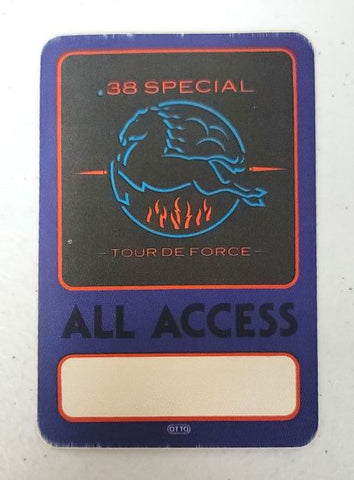 .38 SPECIAL
TOUR DE FORCE
ALL ACCESS
OTTO